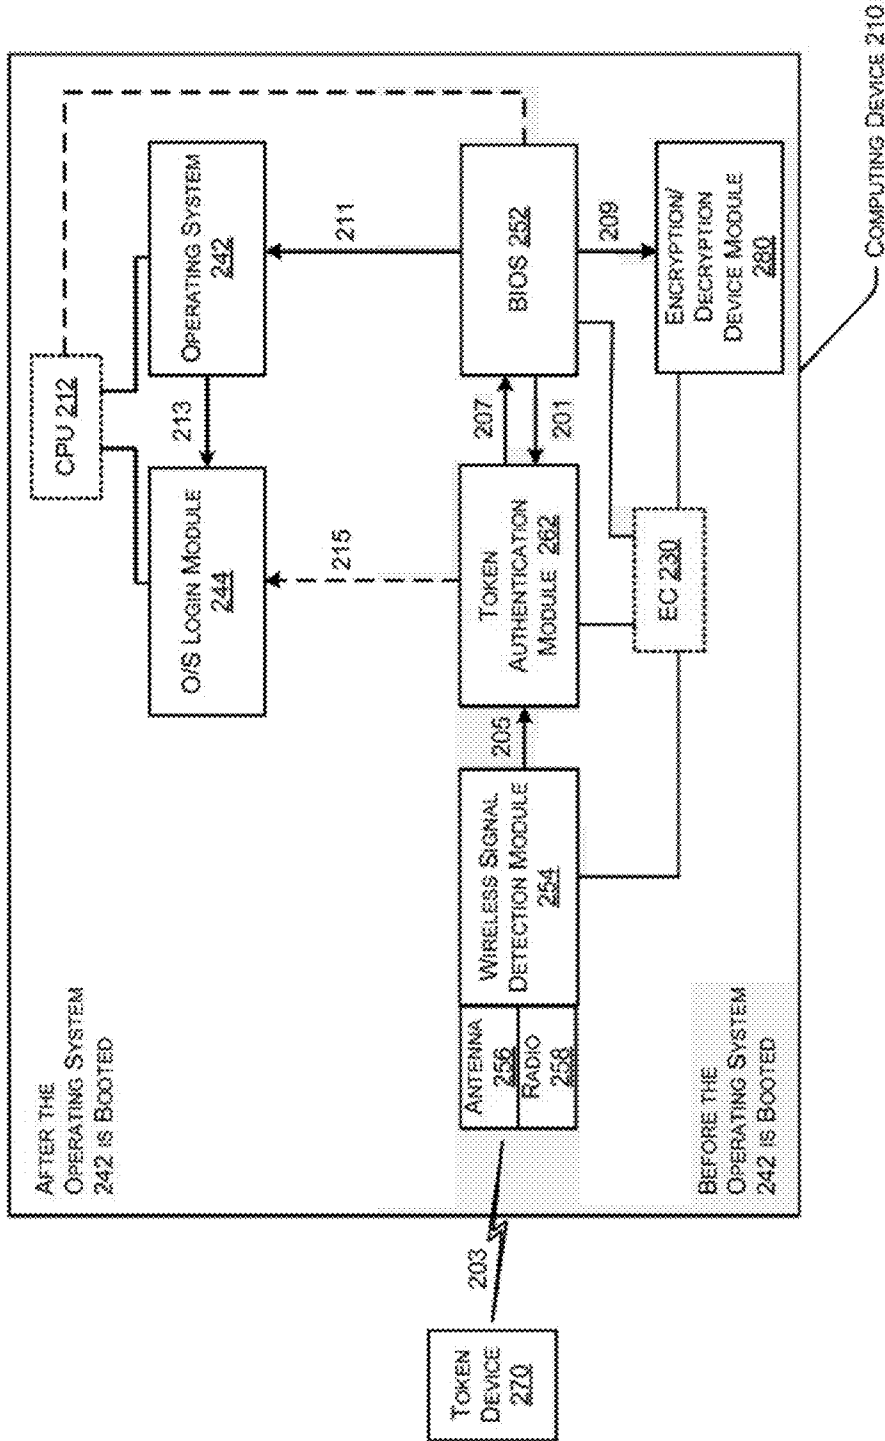 AFTER THE
OPERATING SYSTEM
242 IS BOOTED
CPU 212
O/S LOGIN MODULE
244
213
OPERATING SYSTEM
242
215
211
TOKEN
DEVICE
270
203
ANTENNA
256
RADIO
258
WIRELESS SIGNAL
DETECTION MODULE
254
205
TOKEN
AUTHENTICATION
MODULE 262
207
201
BIOS 252
209
EC 230
ENCRYPTION/
DECRYPTION
DEVICE MODULE
280
BEFORE THE
OPERATING SYSTEM
242 IS BOOTED
COMPUTING DEVICE 210